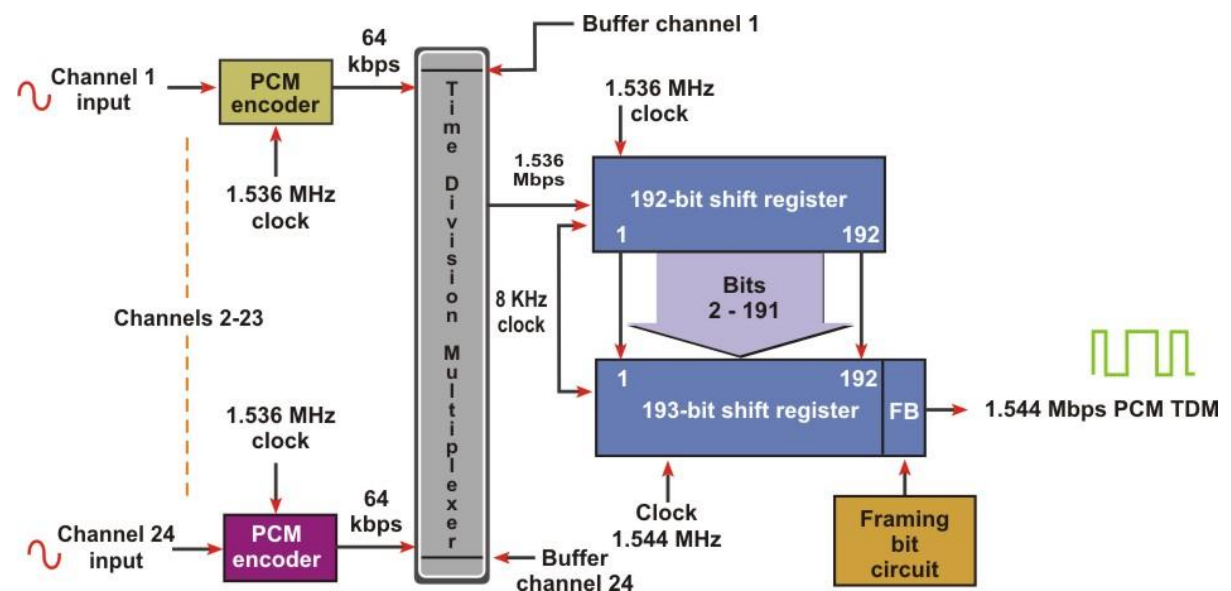 Channel 1
input
PCM
encoder
64
kbps
1.536 MHz
clock
Channels 2-23
1.536 MHz
clock
Channel 24
input
PCM
encoder
64
kbps
Time Division Multiplexer
Buffer channel 1
Buffer
channel 24
1.536
Mbps
8 KHz
clock
1.536 MHz
clock
192-bit shift register
1 192
Bits
2 - 191
1 192
193-bit shift register FB
1.544 Mbps PCM TDM
Clock
1.544 MHz
Framing
bit
circuit